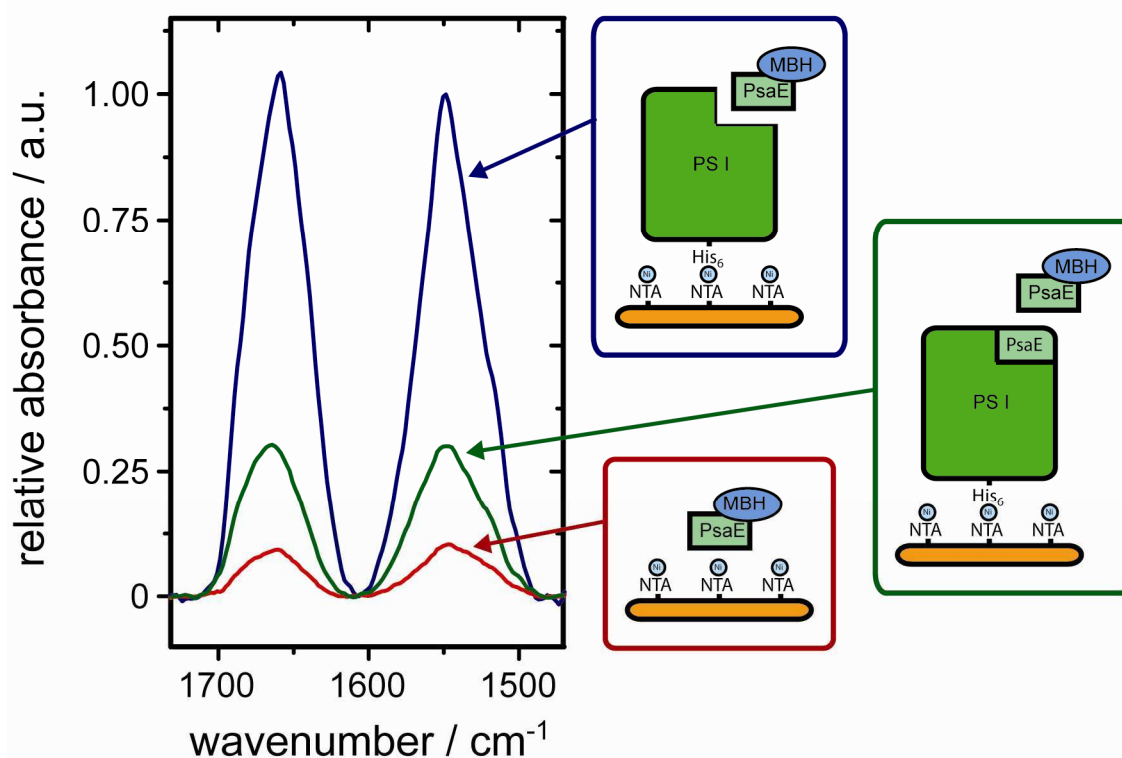 relative absorbance / a.u.
1.00
0.75
0.50
0.25
0
1700
1600
1500
wavenumber / cm⁻¹
MBH
PsaE
PS I
His₆
Ni Ni Ni
NTA NTA NTA
MBH
PsaE
PsaE
PS I
His₆
Ni Ni Ni
NTA NTA NTA
MBH
PsaE
Ni Ni Ni
NTA NTA NTA